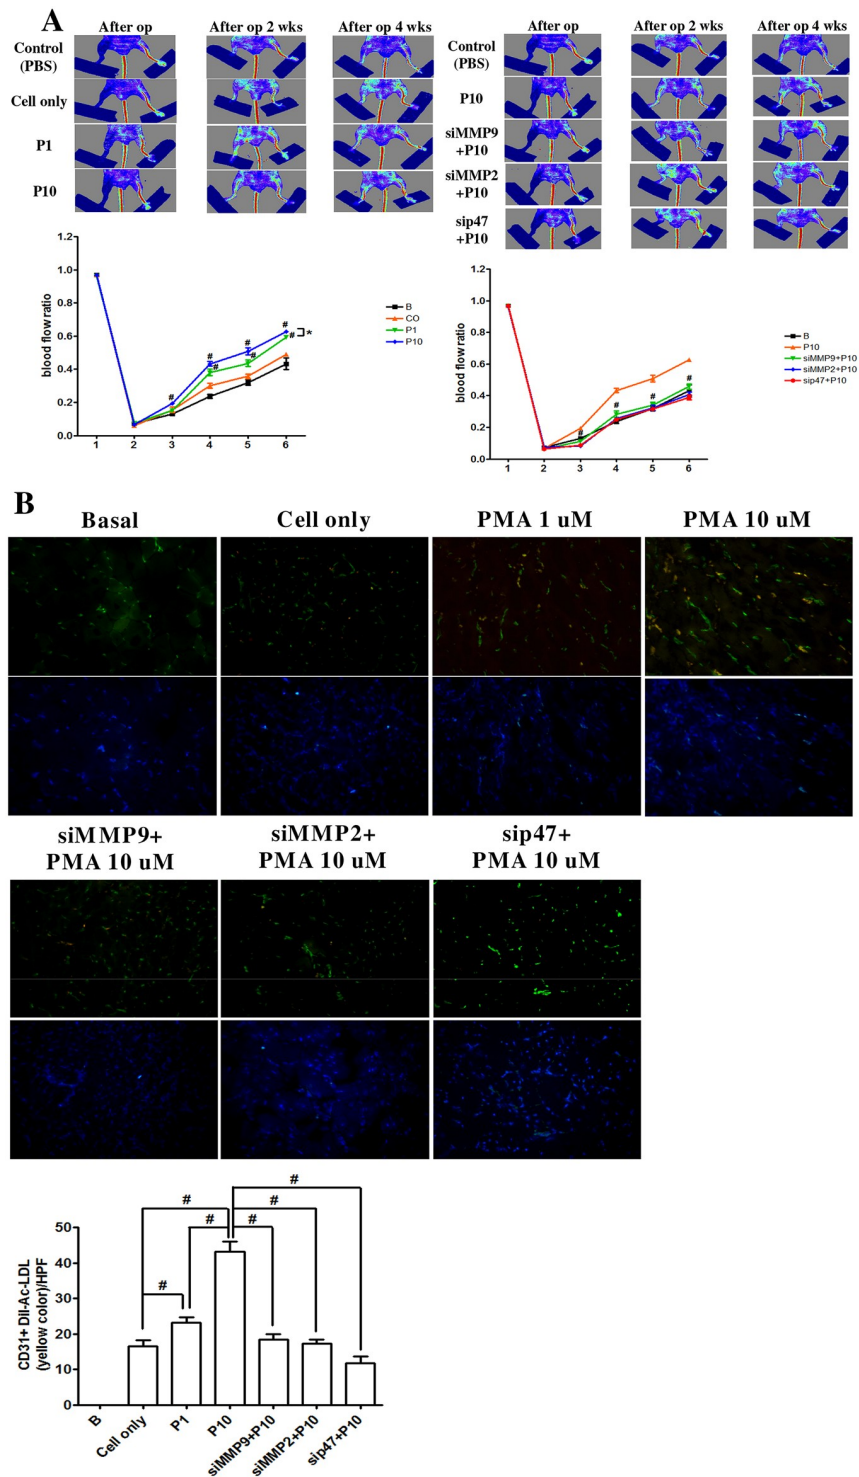 A
After op
After op 2 wks
After op 4 wks
Control
(PBS)
Cell only
P1
P10
After op
After op 2 wks
After op 4 wks
Control
(PBS)
P10
siMMP9
+P10
siMMP2
+P10
sip47
+P10
blood flow ratio
1.2
1.0
0.8
0.6
0.4
0.2
0.0
1 2 3 4 5 6
# # # # # # # *
B
CO
P1
P10
blood flow ratio
1.2
1.0
0.8
0.6
0.4
0.2
0.0
1 2 3 4 5 6
# # # #
B
P10
siMMP9+P10
siMMP2+P10
sip47+P10
B
Basal
Cell only
PMA 1 uM
PMA 10 uM
siMMP9+
PMA 10 uM
siMMP2+
PMA 10 uM
sip47+
PMA 10 uM
CD31+ Dil-Ac-LDL
(yellow color)/HPF
50
40
30
20
10
0
#
# #
# #
#
B
Cell only
P1
P10
siMMP9+P10
siMMP2+P10
sip47+P10